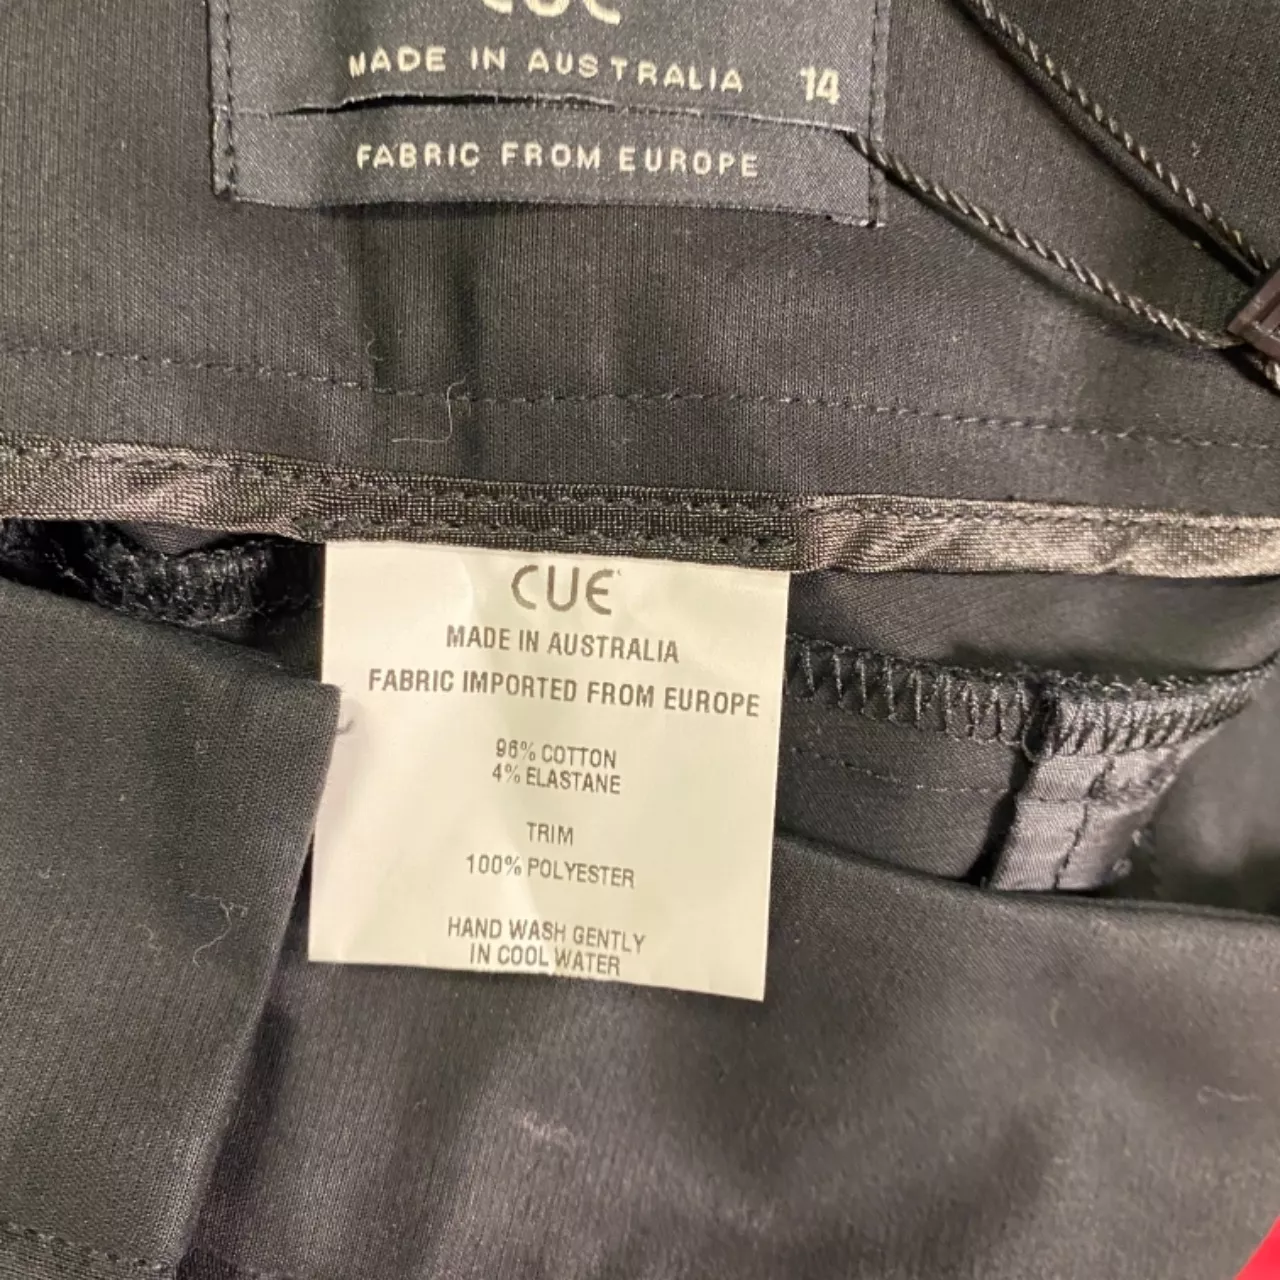 CUE
MADE IN AUSTRALIA 14
FABRIC FROM EUROPE
CUE
MADE IN AUSTRALIA
FABRIC IMPORTED FROM EUROPE
96% COTTON
4% ELASTANE
TRIM
100% POLYESTER
HAND WASH GENTLY
IN COOL WATER